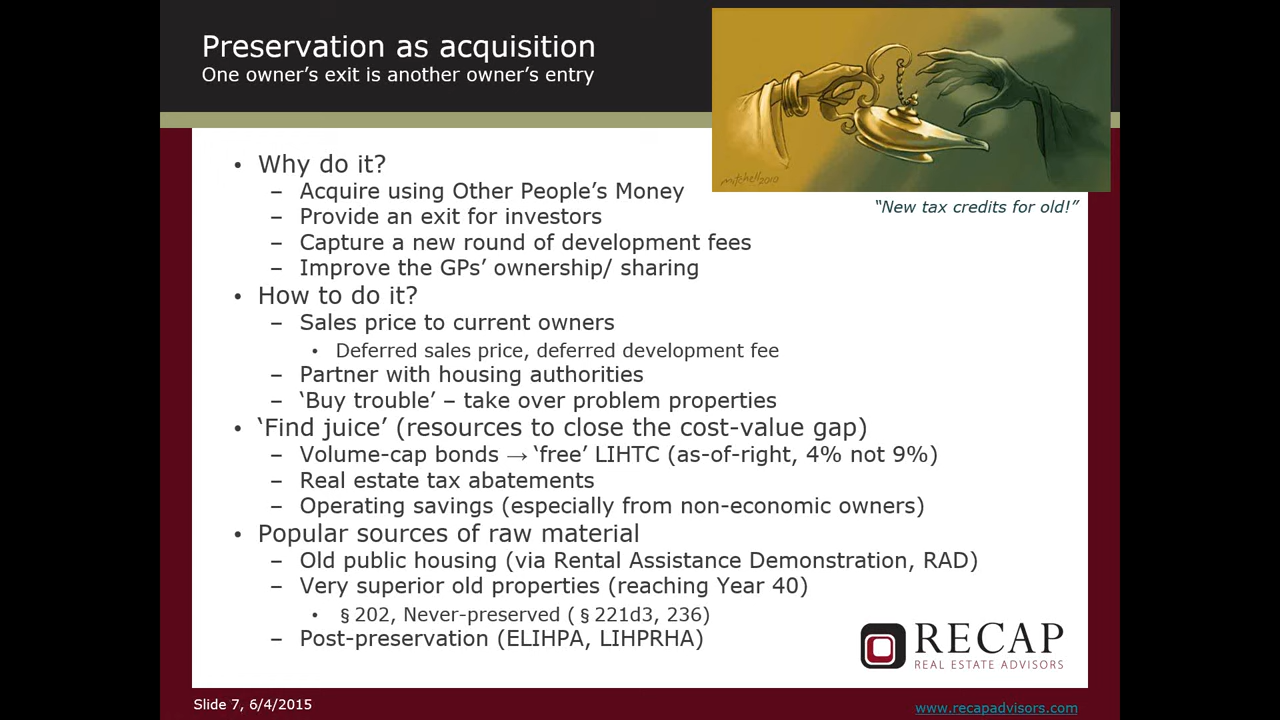 Preservation as acquisition
One owner’s exit is another owner’s entry
mitchell 2010
“New tax credits for old!”
• Why do it?
– Acquire using Other People’s Money
– Provide an exit for investors
– Capture a new round of development fees
– Improve the GPs’ ownership/ sharing
• How to do it?
– Sales price to current owners
• Deferred sales price, deferred development fee
– Partner with housing authorities
– ‘Buy trouble’ – take over problem properties
• ‘Find juice’ (resources to close the cost-value gap)
– Volume-cap bonds → ‘free’ LIHTC (as-of-right, 4% not 9%)
– Real estate tax abatements
– Operating savings (especially from non-economic owners)
• Popular sources of raw material
– Old public housing (via Rental Assistance Demonstration, RAD)
– Very superior old properties (reaching Year 40)
• §202, Never-preserved (§221d3, 236)
– Post-preservation (ELIHPA, LIHPRHA)
RECAP
REAL ESTATE ADVISORS
Slide 7, 6/4/2015
www.recapadvisors.com